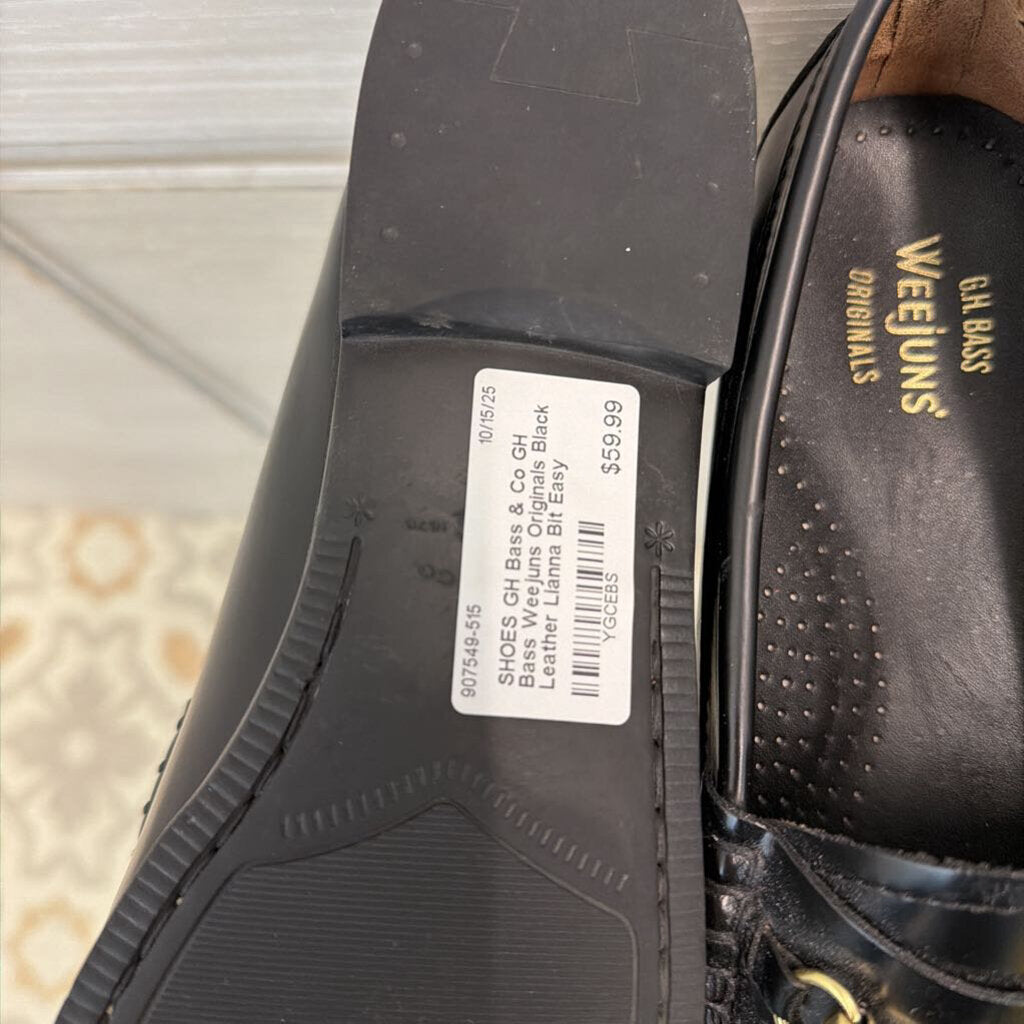 907549-515 10/15/25
SHOES GH Bass & Co GH
Bass Weejuns Originals Black
Leather Lianna Bit Easy
$59.99
YGCEBS
G.H. BASS
WEEJUNS®
ORIGINALS